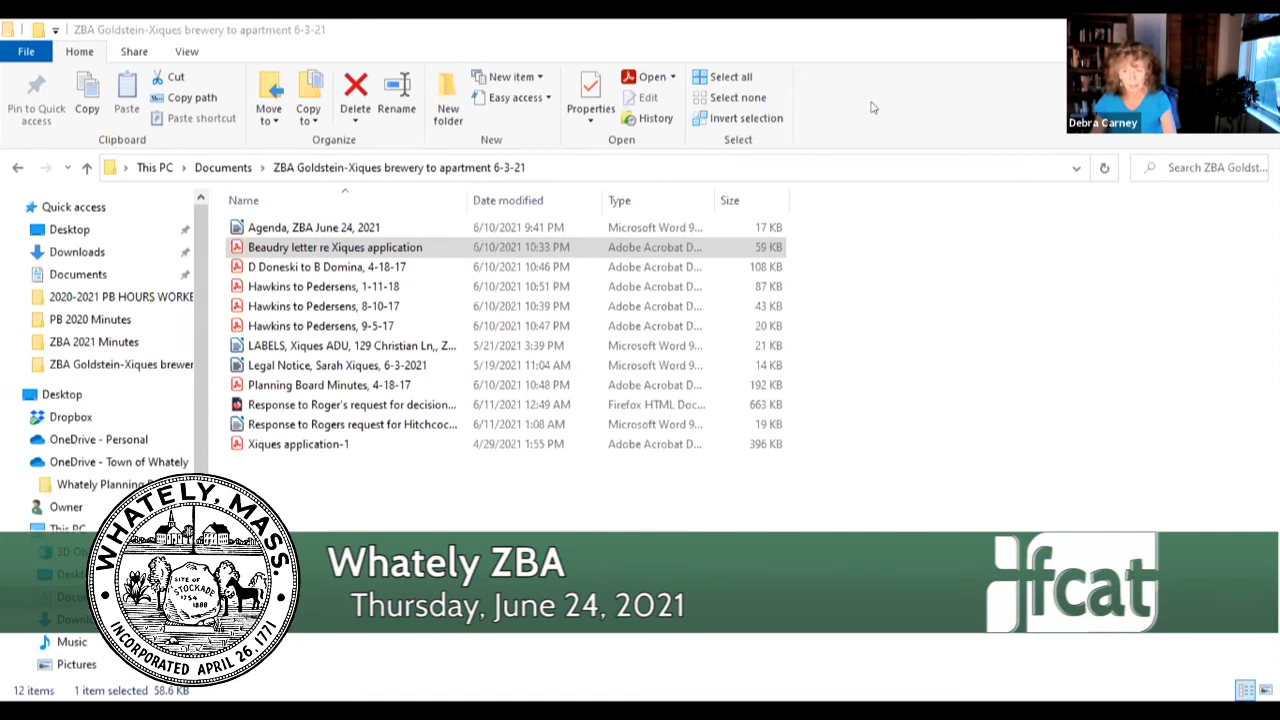 ZBA Goldstein-Xiques brewery to apartment 6-3-21
File Home Share View
Pin to Quick access
Copy
Paste
Cut
Copy path
Paste shortcut
Clipboard
Move to
Copy to
Delete
Rename
Organize
New folder
New item
Easy access
New
Properties
Open
Edit
History
Open
Select all
Select none
Invert selection
Select
Debra Carney
This PC Documents ZBA Goldstein-Xiques brewery to apartment 6-3-21
Search ZBA Goldst...
Quick access
Desktop
Downloads
Documents
2020-2021 PB HOURS WORKE
PB 2020 Minutes
ZBA 2021 Minutes
ZBA Goldstein-Xiques brewer
Desktop
Dropbox
OneDrive - Personal
OneDrive - Town of Whately
Whately Planning
Owner
This PC
Music
Pictures
Name Date modified Type Size
Agenda, ZBA June 24, 2021 6/10/2021 9:41 PM Microsoft Word 9... 17 KB
Beaudry letter re Xiques application 6/10/2021 10:33 PM Adobe Acrobat D... 59 KB
D Doneski to B Domina, 4-18-17 6/10/2021 10:46 PM Adobe Acrobat D... 108 KB
Hawkins to Pedersens, 1-11-18 6/10/2021 10:51 PM Adobe Acrobat D... 87 KB
Hawkins to Pedersens, 8-10-17 6/10/2021 10:39 PM Adobe Acrobat D... 43 KB
Hawkins to Pedersens, 9-5-17 6/10/2021 10:47 PM Adobe Acrobat D... 20 KB
LABELS, Xiques ADU, 129 Christian Ln,, Z... 5/21/2021 3:39 PM Microsoft Word 9... 21 KB
Legal Notice, Sarah Xiques, 6-3-2021 5/19/2021 11:04 AM Microsoft Word 9... 14 KB
Planning Board Minutes, 4-18-17 6/10/2021 10:48 PM Adobe Acrobat D... 192 KB
Response to Roger's request for decision... 6/11/2021 12:49 AM Firefox HTML Doc... 663 KB
Response to Rogers request for Hitchcoc... 6/11/2021 1:08 AM Microsoft Word 9... 19 KB
Xiques application-1 4/29/2021 1:55 PM Adobe Acrobat D... 396 KB
WHATELY, MASS.
SITE OF
STOCKADE
1754
1888
INCORPORATED APRIL 26, 1771
Whately ZBA
Thursday, June 24, 2021
fcat
12 items 1 item selected 58.6 KB